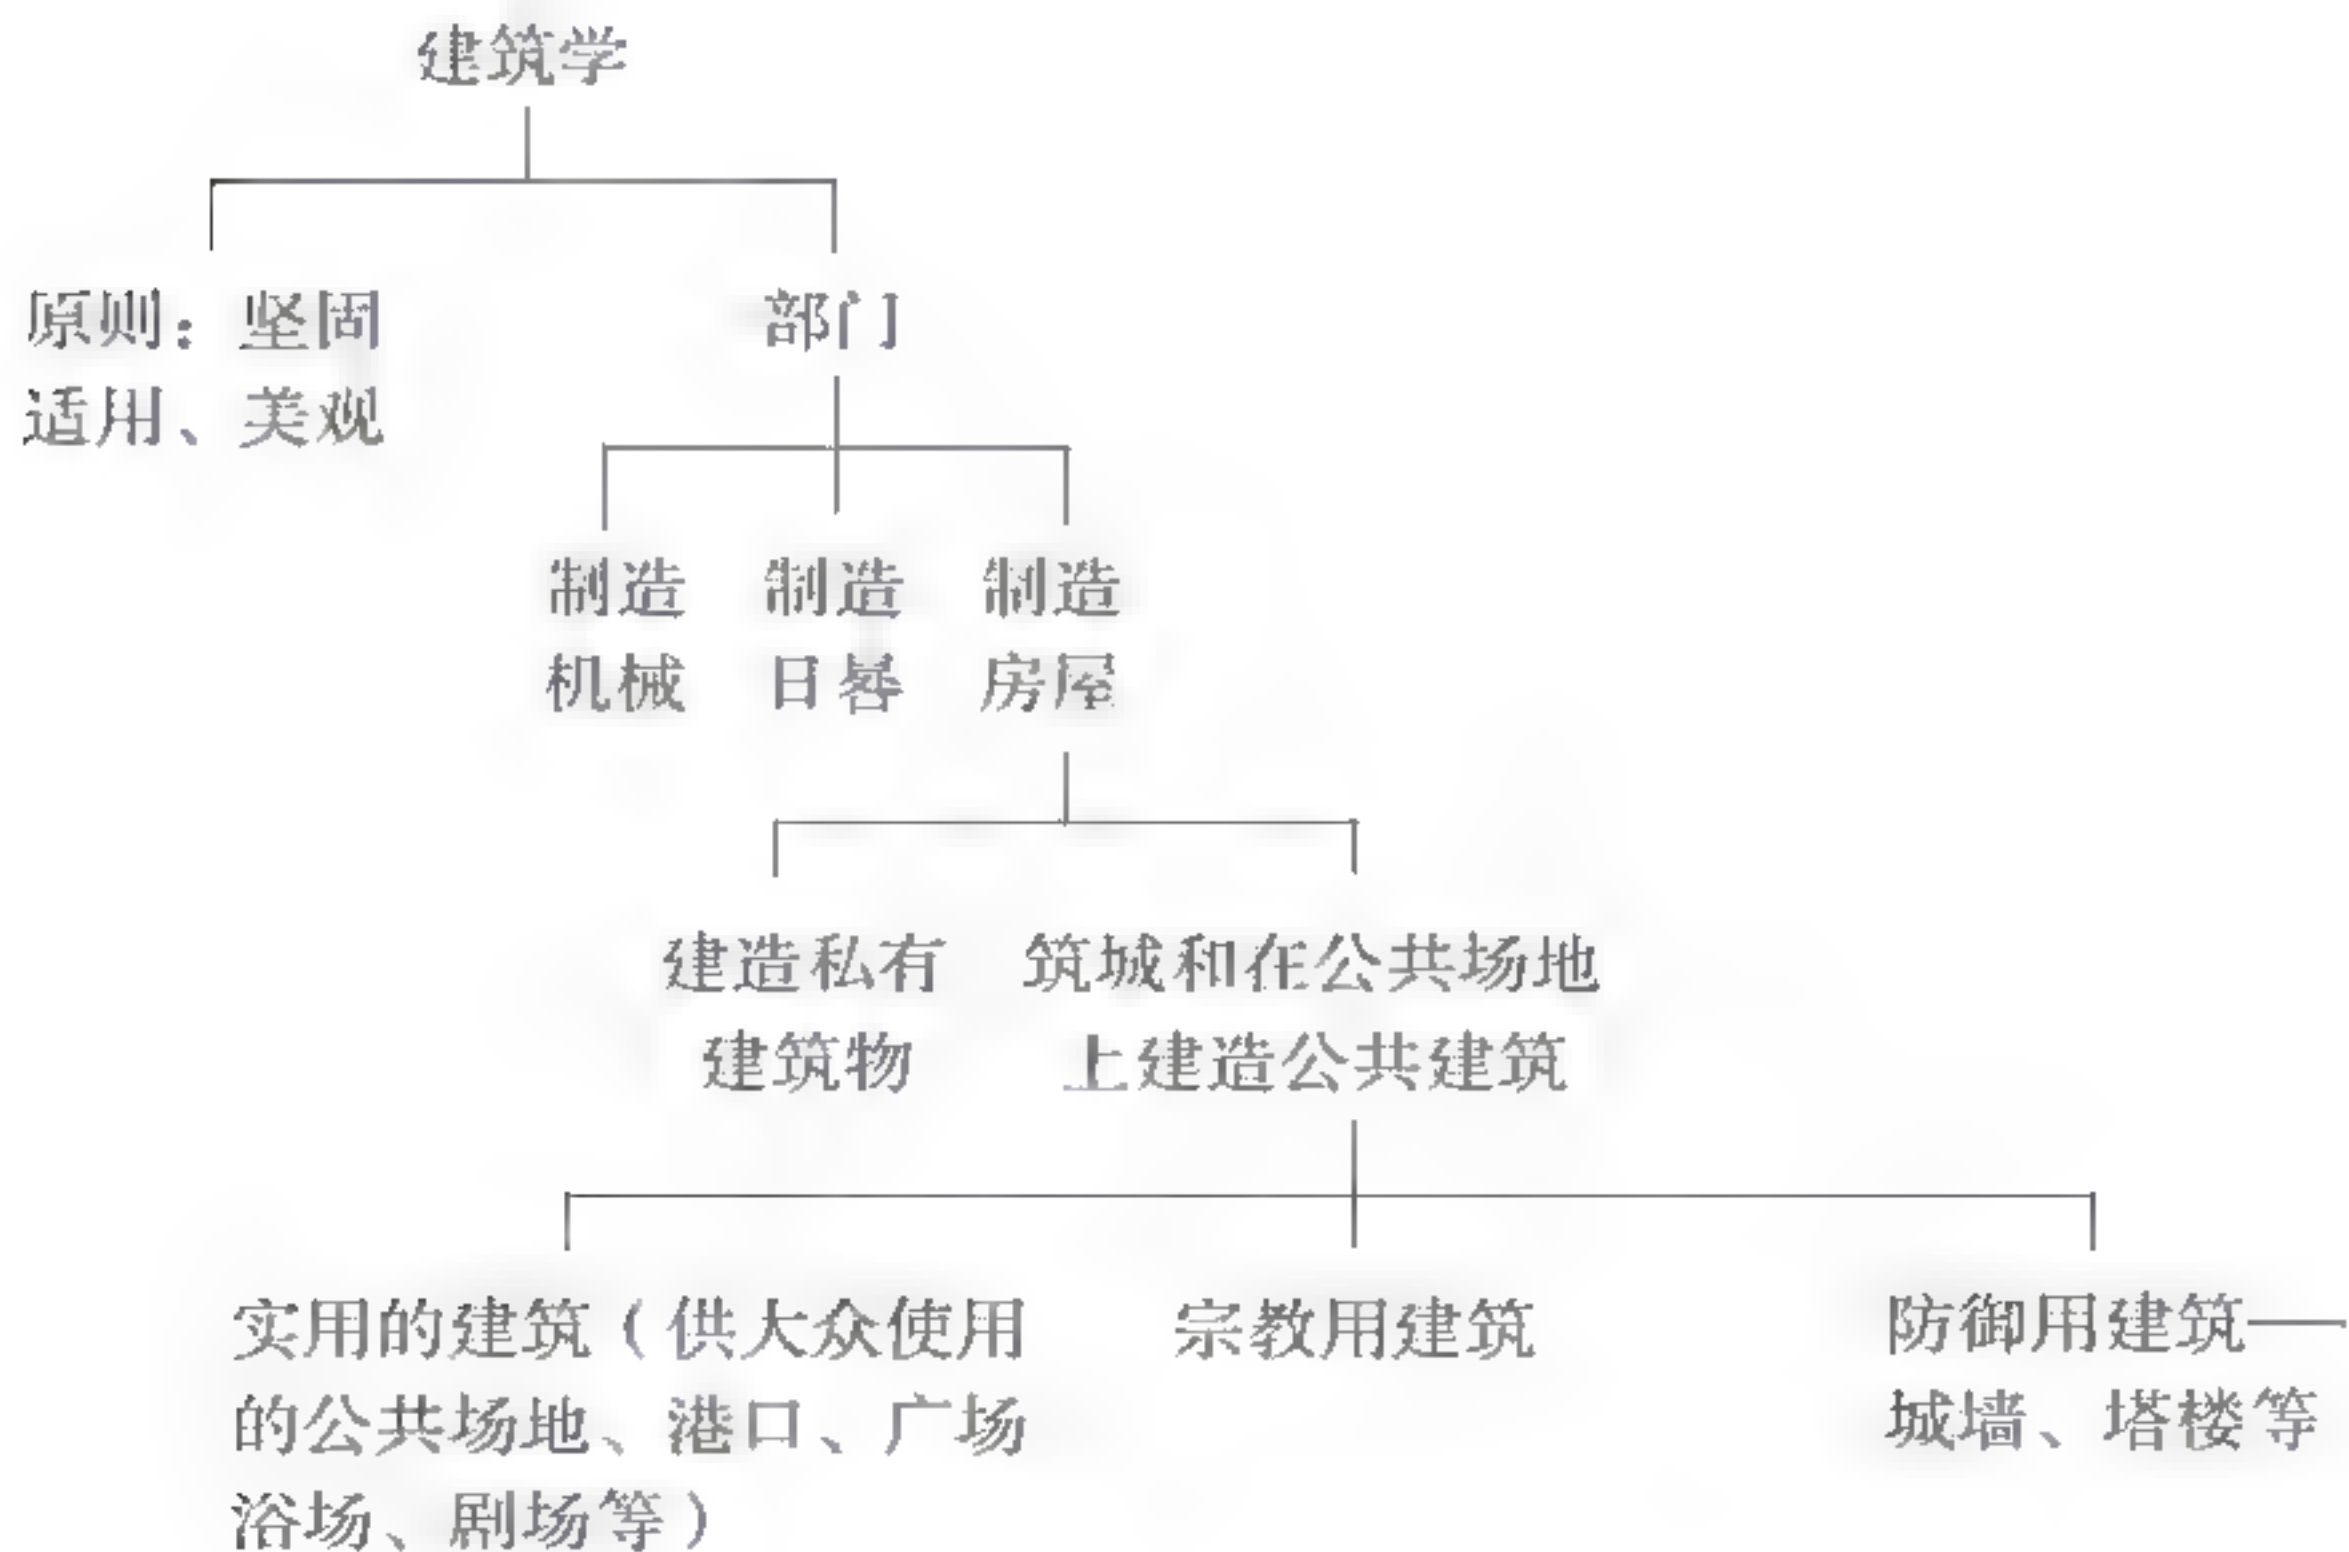 建筑学
原则：坚固
适用、美观
部门
制造 制造 制造
机械 日晷 房屋
建造私有 筑城和在公共场地
建筑物 上建造公共建筑
实用的建筑（供大众使用 宗教用建筑 防御用建筑——
的公共场地、港口、广场 城墙、塔楼等
浴场、剧场等）